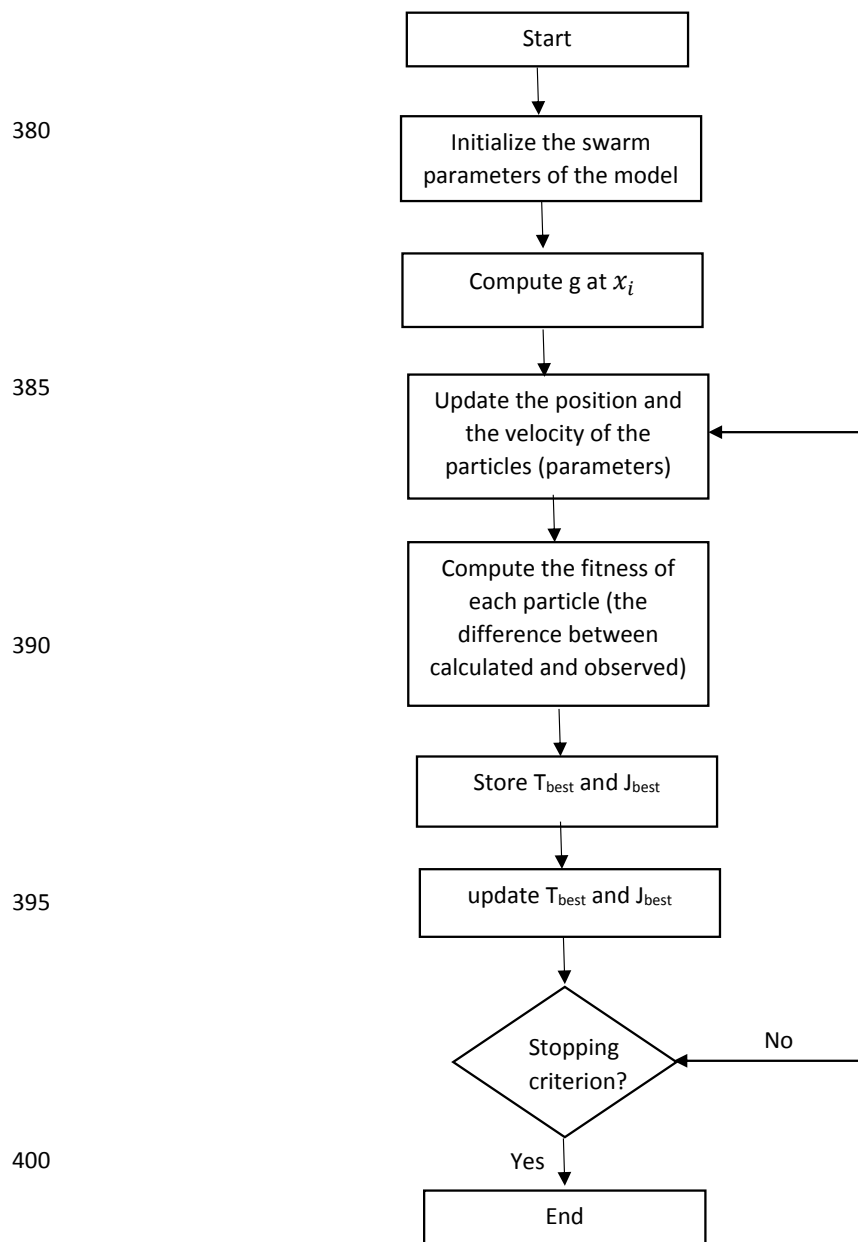 Start
380
Initialize the swarm
parameters of the model
Compute g at 𝑥𝑖
385
Update the position and
the velocity of the
particles (parameters)
Compute the fitness of
each particle (the
difference between
calculated and observed)
390
Store Tbest and Jbest
update Tbest and Jbest
395
Stopping
criterion?
No
Yes
400
End